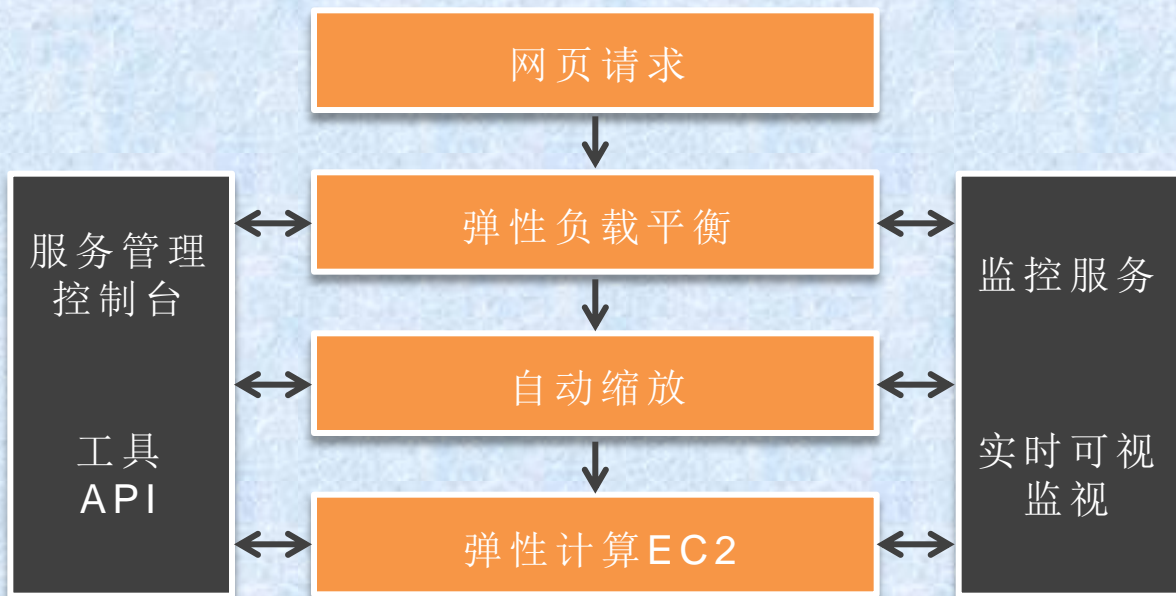 网页请求
弹性负载平衡
服务管理
控制台
监控服务
自动缩放
工具
API
实时可视
监视
弹性计算EC2